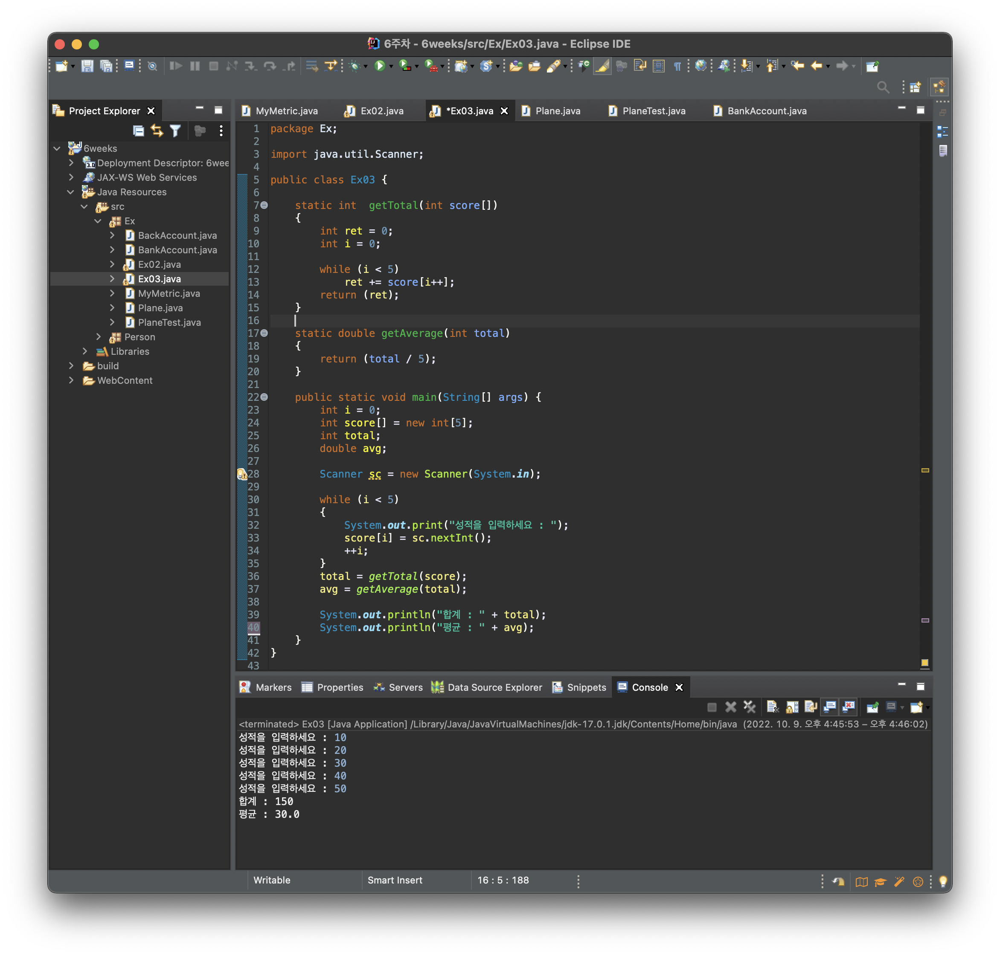 6주차 - 6weeks/src/Ex/Ex03.java - Eclipse IDE
Project Explorer
6weeks
3.0 Deployment Descriptor: 6wee
JAX-WS Web Services
Java Resources
src
Ex
BackAccount.java
BankAccount.java
Ex02.java
Ex03.java
MyMetric.java
Plane.java
PlaneTest.java
Person
Libraries
build
WebContent
MyMetric.java Ex02.java *Ex03.java Plane.java PlaneTest.java BankAccount.java
1 package Ex;
2
3 import java.util.Scanner;
4
5 public class Ex03 {
6
7 static int  getTotal(int score[])
8 {
9 int ret = 0;
10 int i = 0;
11
12 while (i < 5)
13 ret += score[i++];
14 return (ret);
15 }
16
17 static double getAverage(int total)
18 {
19 return (total / 5);
20 }
21
22 public static void main(String[] args) {
23 int i = 0;
24 int score[] = new int[5];
25 int total;
26 double avg;
27
28 Scanner sc = new Scanner(System.in);
29
30 while (i < 5)
31 {
32 System.out.print("성적을 입력하세요 : ");
33 score[i] = sc.nextInt();
34 ++i;
35 }
36 total = getTotal(score);
37 avg = getAverage(total);
38
39 System.out.println("합계 : " + total);
40 System.out.println("평균 : " + avg);
41 }
42 }
43
Markers Properties Servers Data Source Explorer Snippets Console
<terminated> Ex03 [Java Application] /Library/Java/JavaVirtualMachines/jdk-17.0.1.jdk/Contents/Home/bin/java  (2022. 10. 9. 오후 4:45:53 – 오후 4:46:02)
성적을 입력하세요 : 10
성적을 입력하세요 : 20
성적을 입력하세요 : 30
성적을 입력하세요 : 40
성적을 입력하세요 : 50
합계 : 150
평균 : 30.0
Writable Smart Insert 16 : 5 : 188